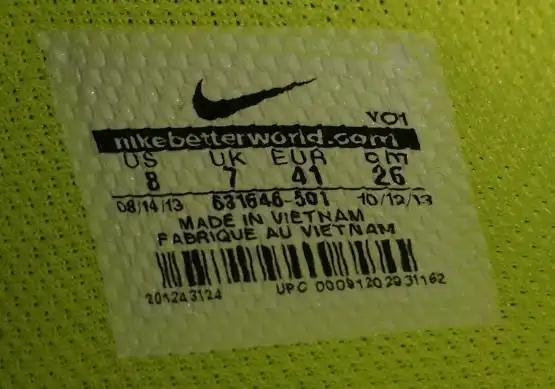 VO1
nikebetterworld.com
US UK EUR cm
8 7 41 26
08/14/13 631646-501 10/12/13
MADE IN VIETNAM
FABRIQUE AU VIETNAM
201243124 UPC 00091202931162